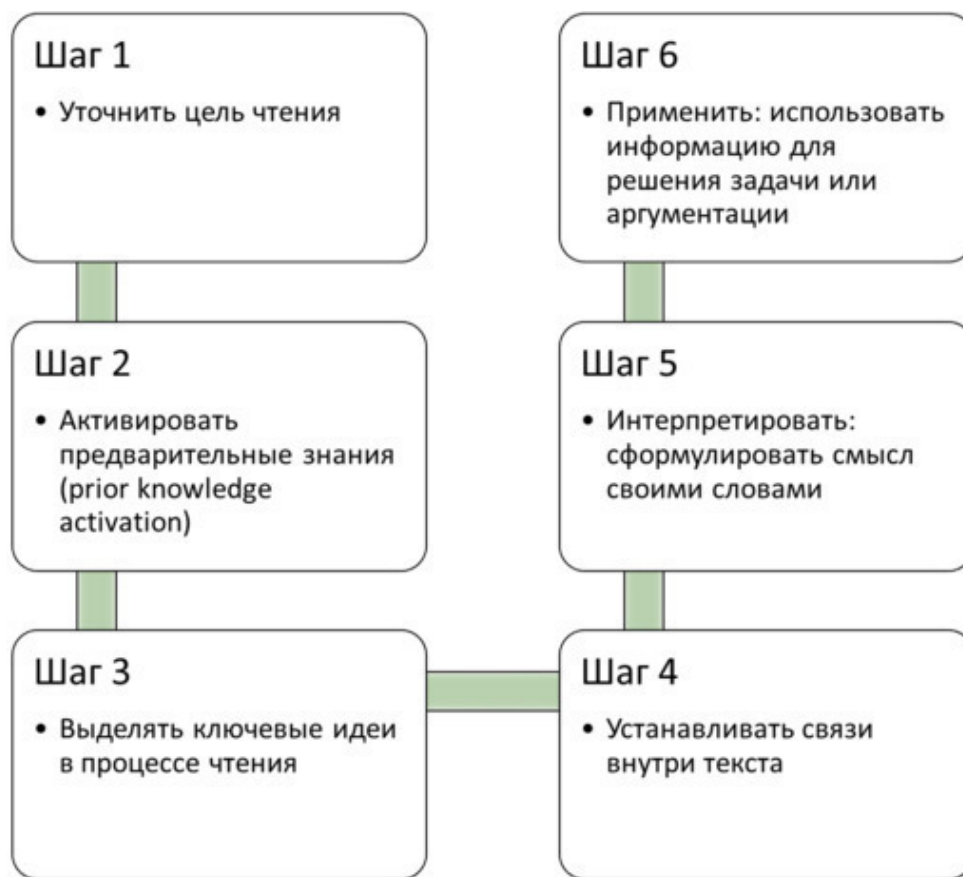 Шаг 1
• Уточнить цель чтения
Шаг 2
• Активировать
предварительные знания
(prior knowledge
activation)
Шаг 3
• Выделять ключевые идеи
в процессе чтения
Шаг 4
• Устанавливать связи
внутри текста
Шаг 5
• Интерпретировать:
сформулировать смысл
своими словами
Шаг 6
• Применить: использовать
информацию для
решения задачи или
аргументации